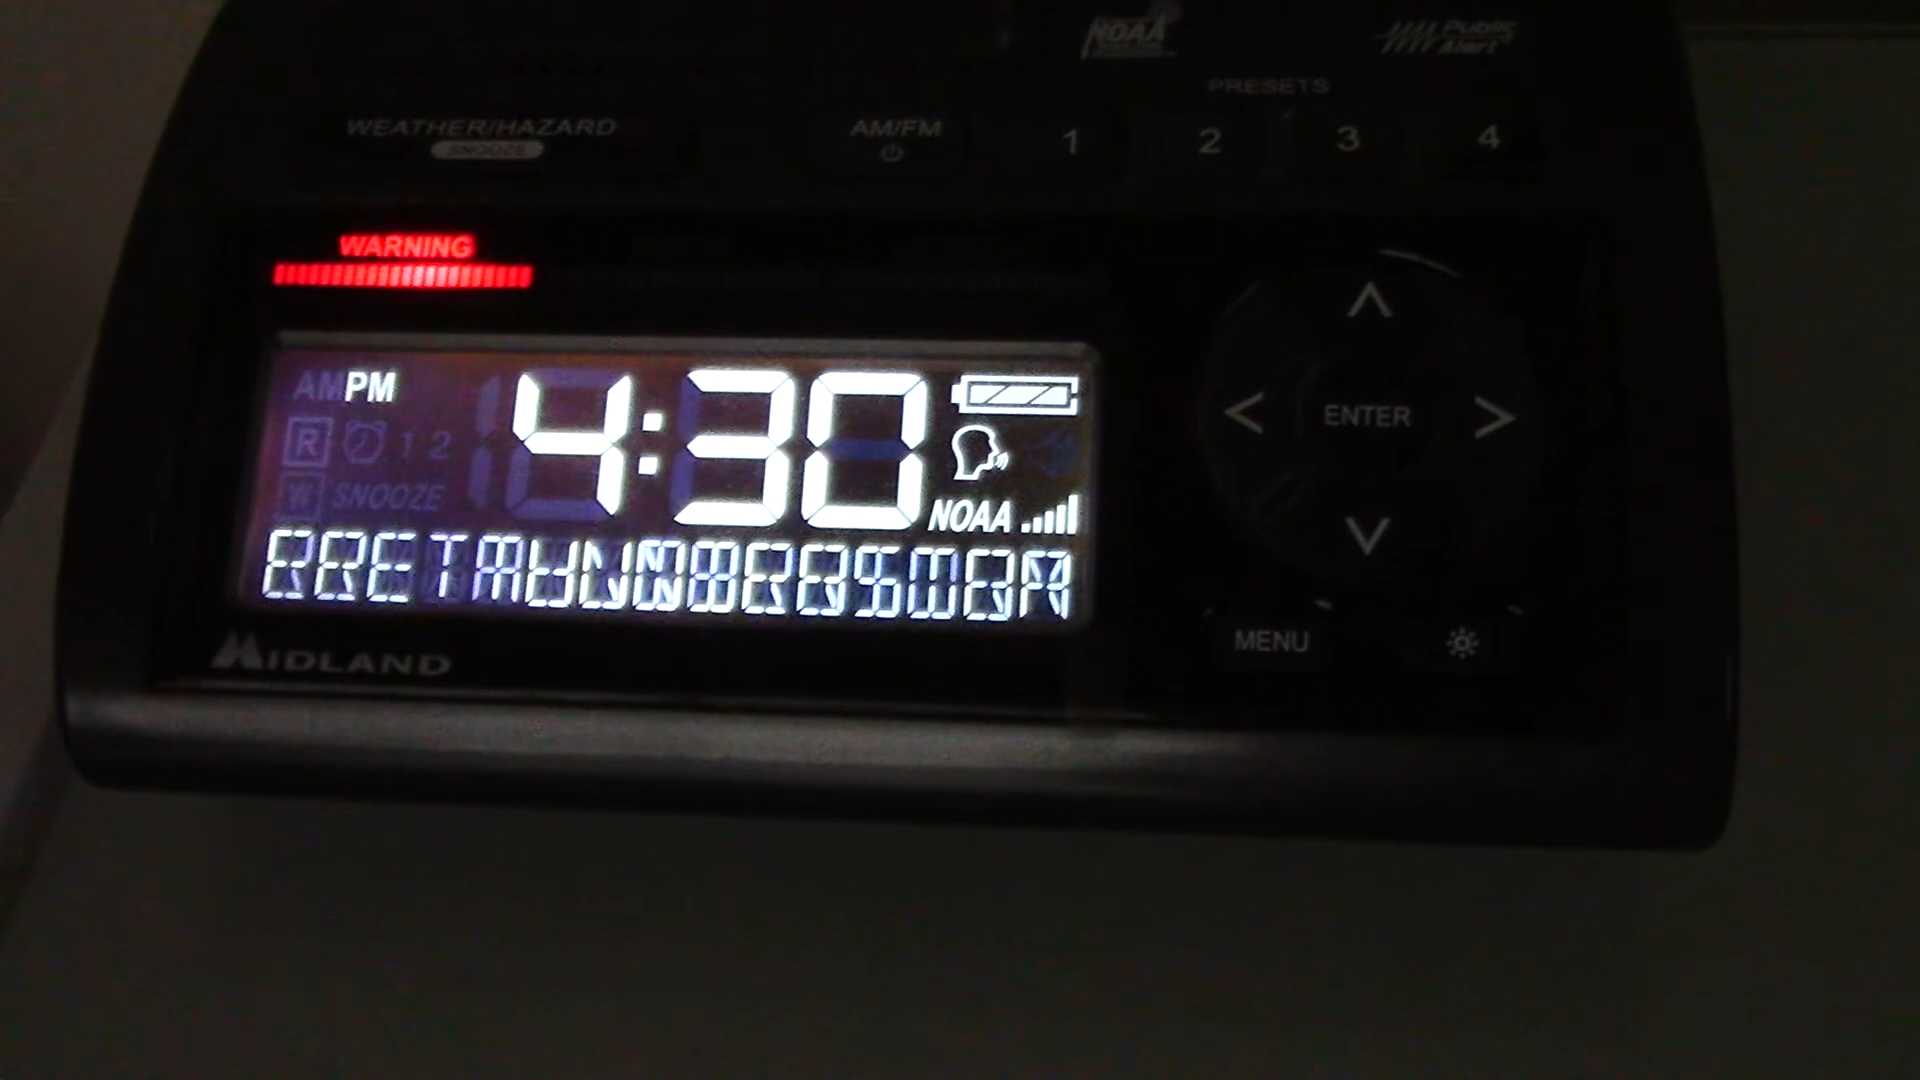 NOAA
Public Alert
PRESETS
WEATHER/HAZARD
SNOOZE
AM/FM
1 2 3 4
WARNING
AM PM 4:30
R 1 2
W SNOOZE
NOAA
MIDLAND
ENTER
MENU